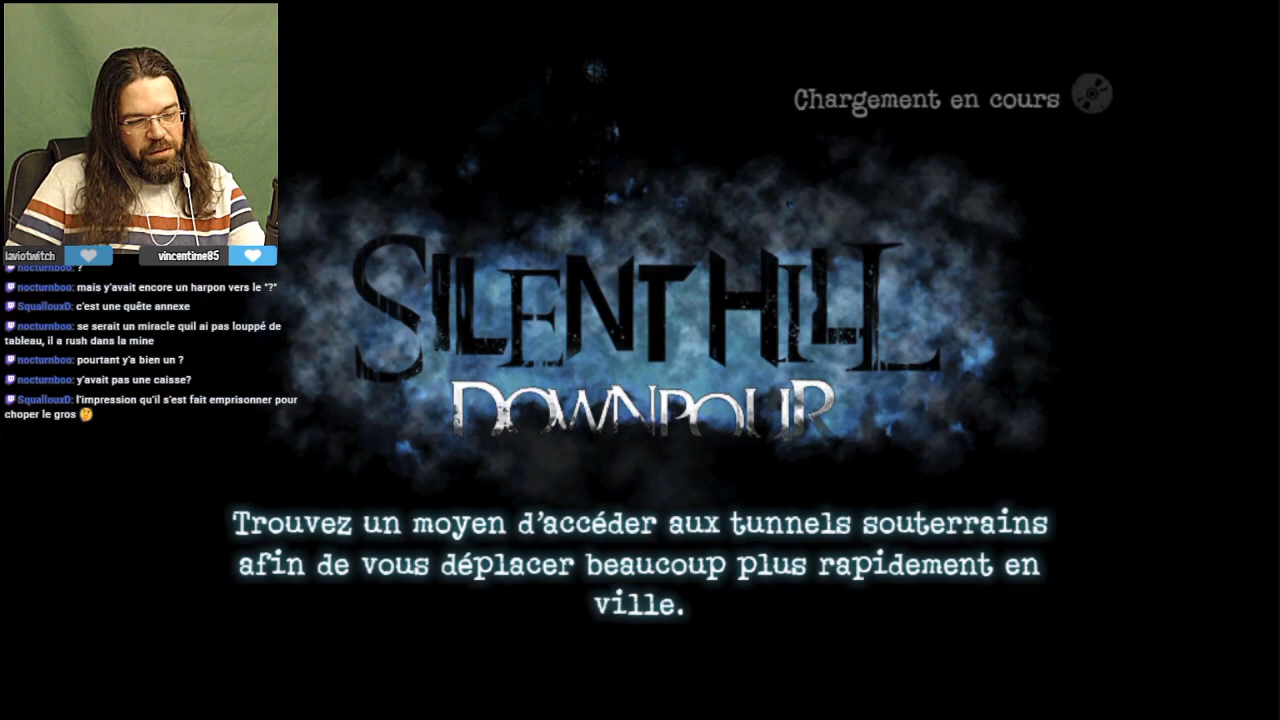 Chargement en cours
SILENT HILL
DOWNPOUR
laviotwitch
vincentime85
nocturnboo: ?
nocturnboo: mais y'avait encore un harpon vers le "?"
SquallouxD: c'est une quête annexe
nocturnboo: se serait un miracle quil ai pas louppé de
tableau, il a rush dans la mine
nocturnboo: pourtant y'a bien un ?
nocturnboo: y'avait pas une caisse?
SquallouxD: l'impression qu'il s'est fait emprisonner pour
choper le gros 🤔
Trouvez un moyen d'accéder aux tunnels souterrains
afin de vous déplacer beaucoup plus rapidement en
ville.